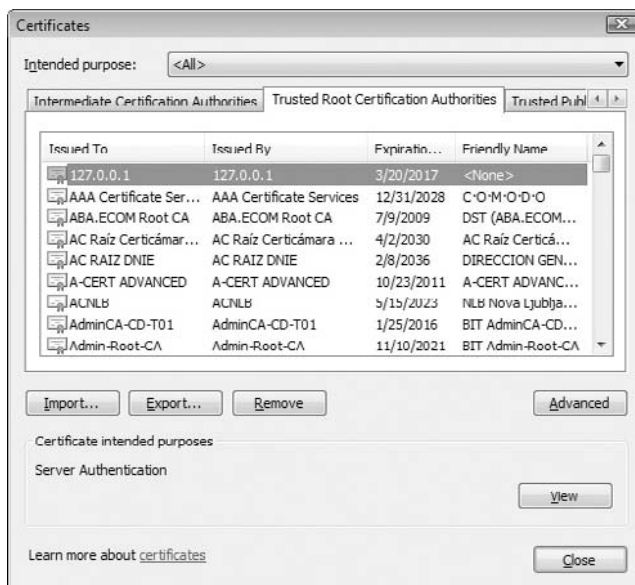 Certificates
Intended purpose: <All>
Intermediate Certification Authorities Trusted Root Certification Authorities Trusted Publ
Issued To Issued By Expiratio... Friendly Name
127.0.0.1 127.0.0.1 3/20/2017 <None>
AAA Certificate Ser... AAA Certificate Services 12/31/2028 C·O·M·O·D·O
ABA.ECOM Root CA ABA.ECOM Root CA 7/9/2009 DST (ABA.ECOM...
AC Raíz Certicámar... AC Raíz Certicámara ... 4/2/2030 AC Raíz Certicá...
AC RAIZ DNIE AC RAIZ DNIE 2/8/2036 DIRECCION GEN...
A-CERT ADVANCED A-CERT ADVANCED 10/23/2011 A-CERT ADVANC...
ACNLB ACNLB 5/15/2023 NLB Nova Ljublja...
AdminCA-CD-T01 AdminCA-CD-T01 1/25/2016 BIT AdminCA-CD...
Admin-Root-CA Admin-Root-CA 11/10/2021 BIT Admin-Root-CA
Import... Export... Remove Advanced
Certificate intended purposes
Server Authentication
View
Learn more about certificates
Close